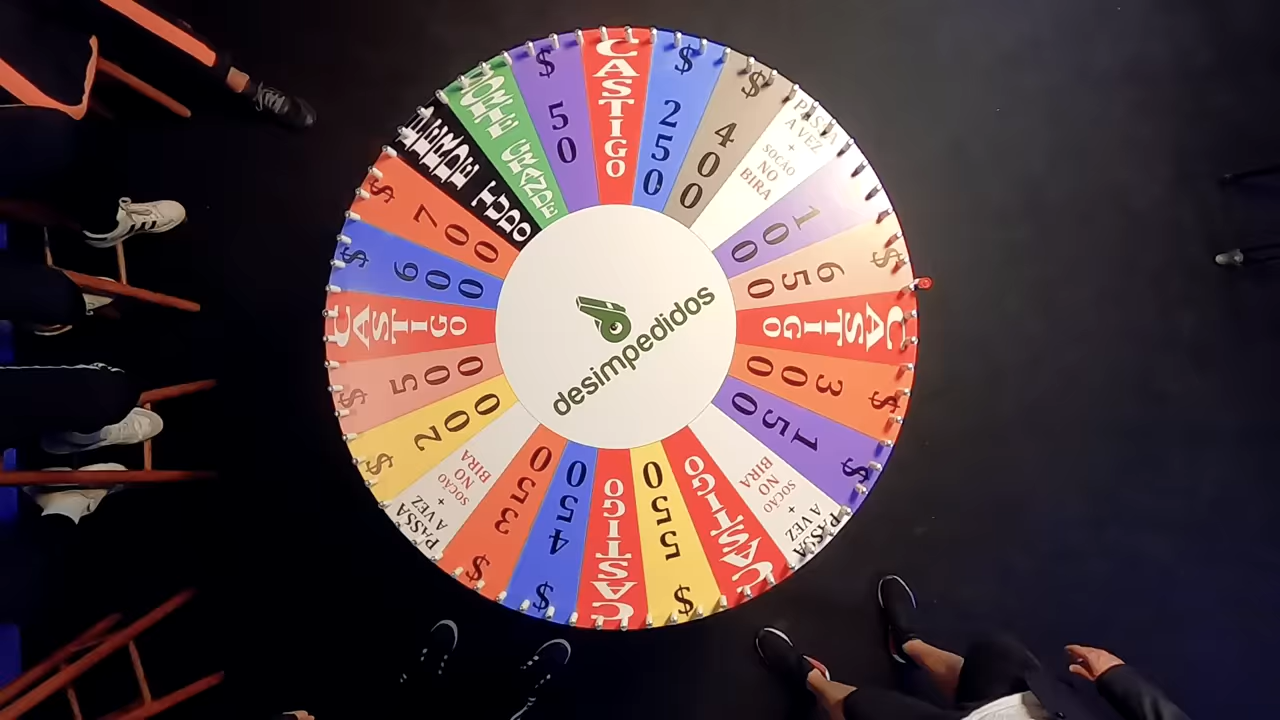 CASTIGO
$ 250
$ 400
PASSA
A VEZ
+
SOCÃO
NO
BIRA
100
$ 650
CASTIGO
$ 300
$ 150
PASSA
A VEZ
+
SOCÃO
NO
BIRA
CASTIGO
$ 550
CASTIGO
$ 450
$ 350
PASSA
A VEZ
+
SOCÃO
NO
BIRA
$ 200
$ 500
CASTIGO
$ 600
$ 700
PERDE TUDO
GRANDE
$ 50
desimpedidos